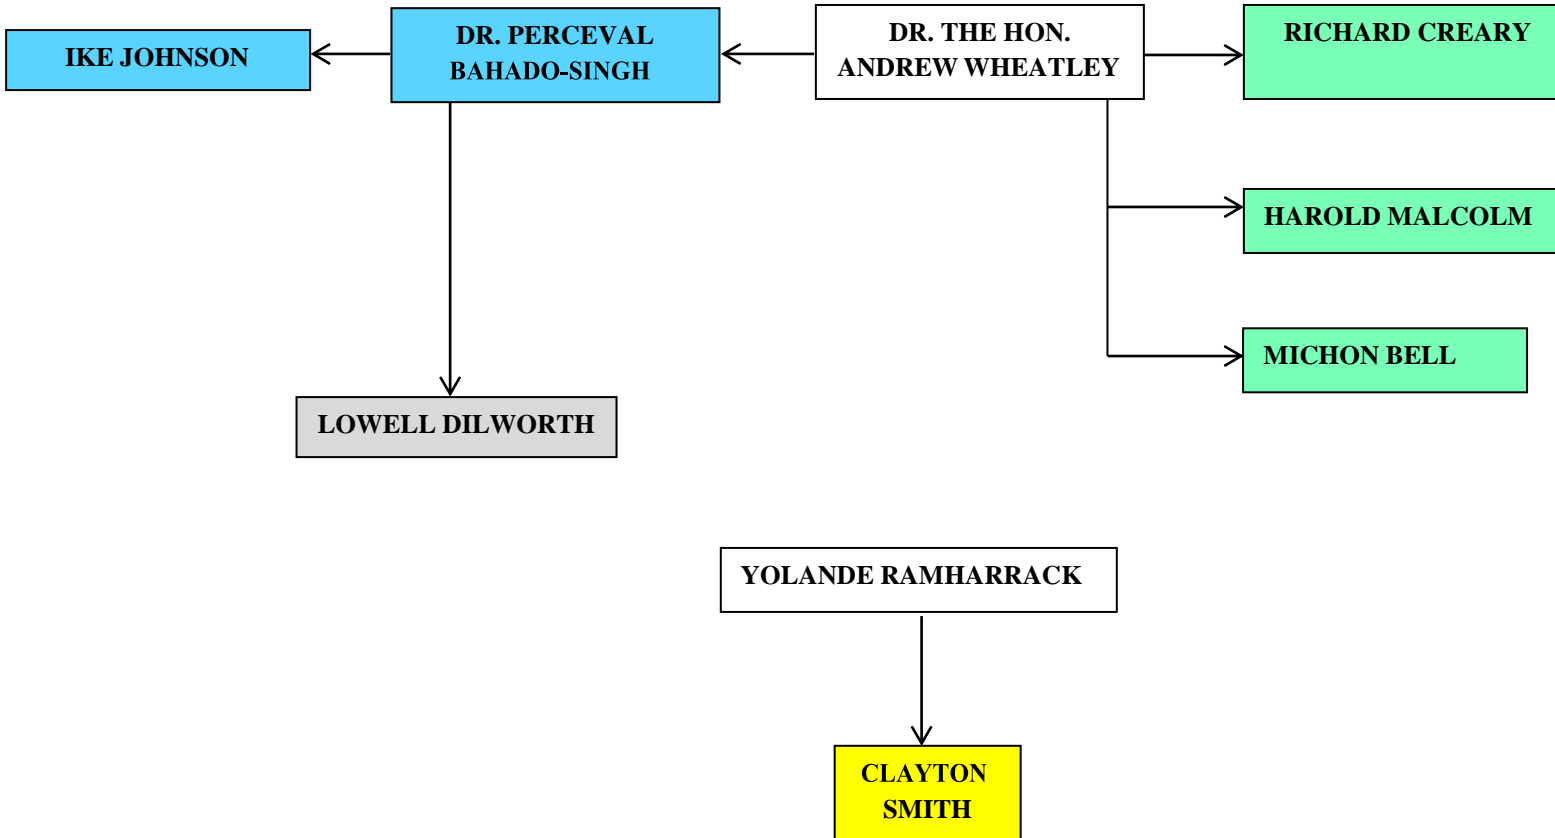 IKE JOHNSON
DR. PERCEVAL
BAHADO-SINGH
DR. THE HON.
ANDREW WHEATLEY
RICHARD CREARY
HAROLD MALCOLM
MICHON BELL
LOWELL DILWORTH
YOLANDE RAMHARRACK
CLAYTON
SMITH